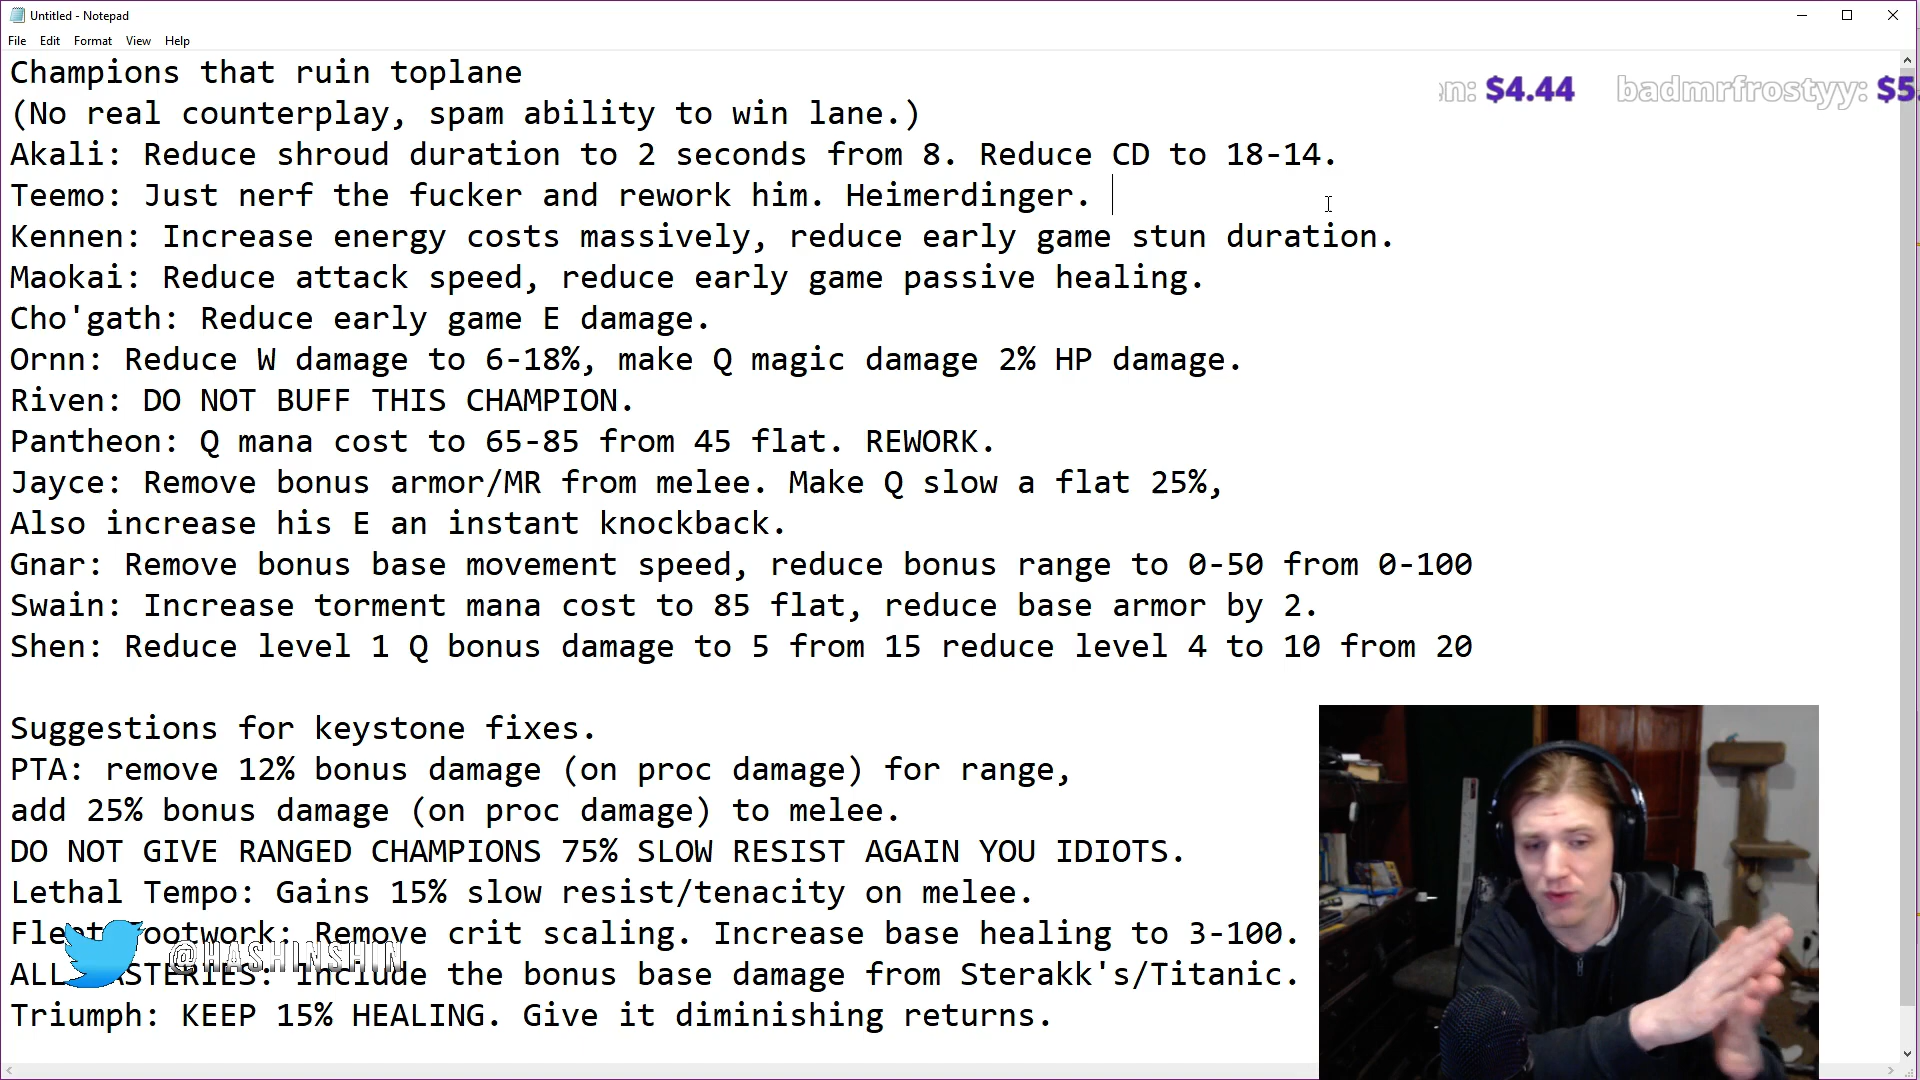 Untitled - Notepad
File Edit Format View Help
Champions that ruin toplane
(No real counterplay, spam ability to win lane.)
Akali: Reduce shroud duration to 2 seconds from 8. Reduce CD to 18-14.
Teemo: Just nerf the fucker and rework him. Heimerdinger.
Kennen: Increase energy costs massively, reduce early game stun duration.
Maokai: Reduce attack speed, reduce early game passive healing.
Cho'gath: Reduce early game E damage.
Ornn: Reduce W damage to 6-18%, make Q magic damage 2% HP damage.
Riven: DO NOT BUFF THIS CHAMPION.
Pantheon: Q mana cost to 65-85 from 45 flat. REWORK.
Jayce: Remove bonus armor/MR from melee. Make Q slow a flat 25%,
Also increase his E an instant knockback.
Gnar: Remove bonus base movement speed, reduce bonus range to 0-50 from 0-100
Swain: Increase torment mana cost to 85 flat, reduce base armor by 2.
Shen: Reduce level 1 Q bonus damage to 5 from 15 reduce level 4 to 10 from 20
Suggestions for keystone fixes.
PTA: remove 12% bonus damage (on proc damage) for range,
add 25% bonus damage (on proc damage) to melee.
DO NOT GIVE RANGED CHAMPIONS 75% SLOW RESIST AGAIN YOU IDIOTS.
Lethal Tempo: Gains 15% slow resist/tenacity on melee.
Fleet Footwork: Remove crit scaling. Increase base healing to 3-100.
ALL MASTERIES: Include the bonus base damage from Sterakk's/Titanic.
Triumph: KEEP 15% HEALING. Give it diminishing returns.
en: $4.44 badmrfrostyy: $5.
@HASHINSHIN